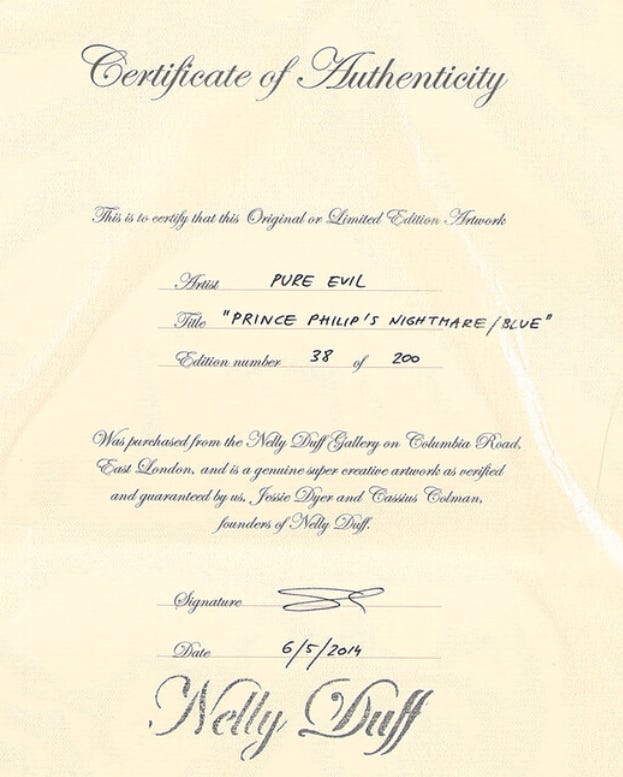 Certificate of Authenticity
This is to certify that this Original or Limited Edition Artwork
Artist PURE EVIL
Title "PRINCE PHILIP'S NIGHTMARE/BLUE"
Edition number 38 of 200
Was purchased from the Nelly Duff Gallery on Columbia Road,
East London, and is a genuine super creative artwork as verified
and guaranteed by us, Jessie Dyer and Cassius Colman,
founders of Nelly Duff.
Signature
Date 6/5/2014
Nelly Duff